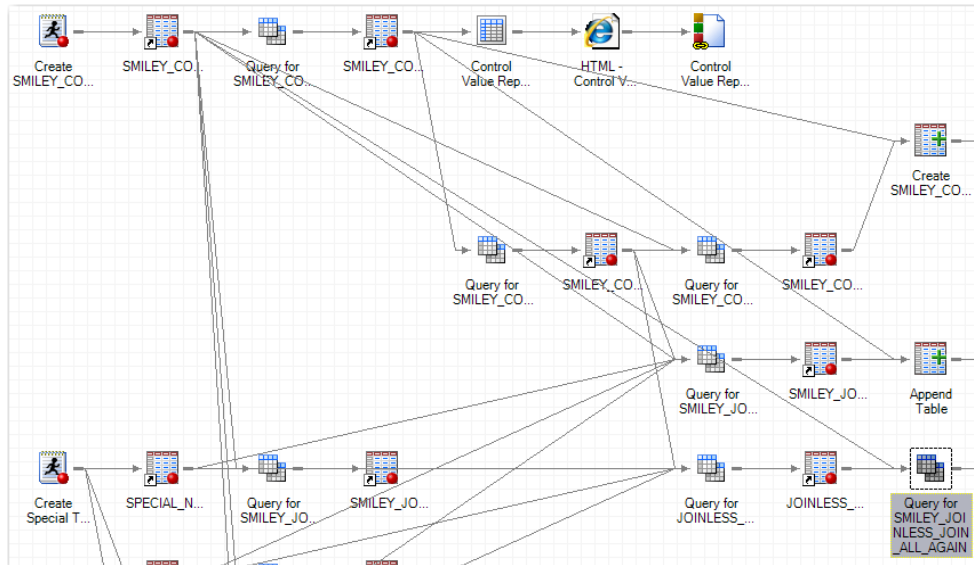 Create
SMILEY_CO...
SMILEY_CO...
Query for
SMILEY_CO...
SMILEY_CO...
Control
Value Rep...
HTML -
Control V...
Control
Value Rep...
Create
SMILEY_CO...
Query for
SMILEY_CO...
SMILEY_CO...
Query for
SMILEY_CO...
SMILEY_CO...
Query for
SMILEY_JO...
SMILEY_JO...
Append
Table
Create
Special T...
SPECIAL_N...
Query for
SMILEY_JO...
SMILEY_JO...
Query for
JOINLESS_...
JOINLESS_...
Query for
SMILEY_JOI
NLESS_JOIN
_ALL_AGAIN